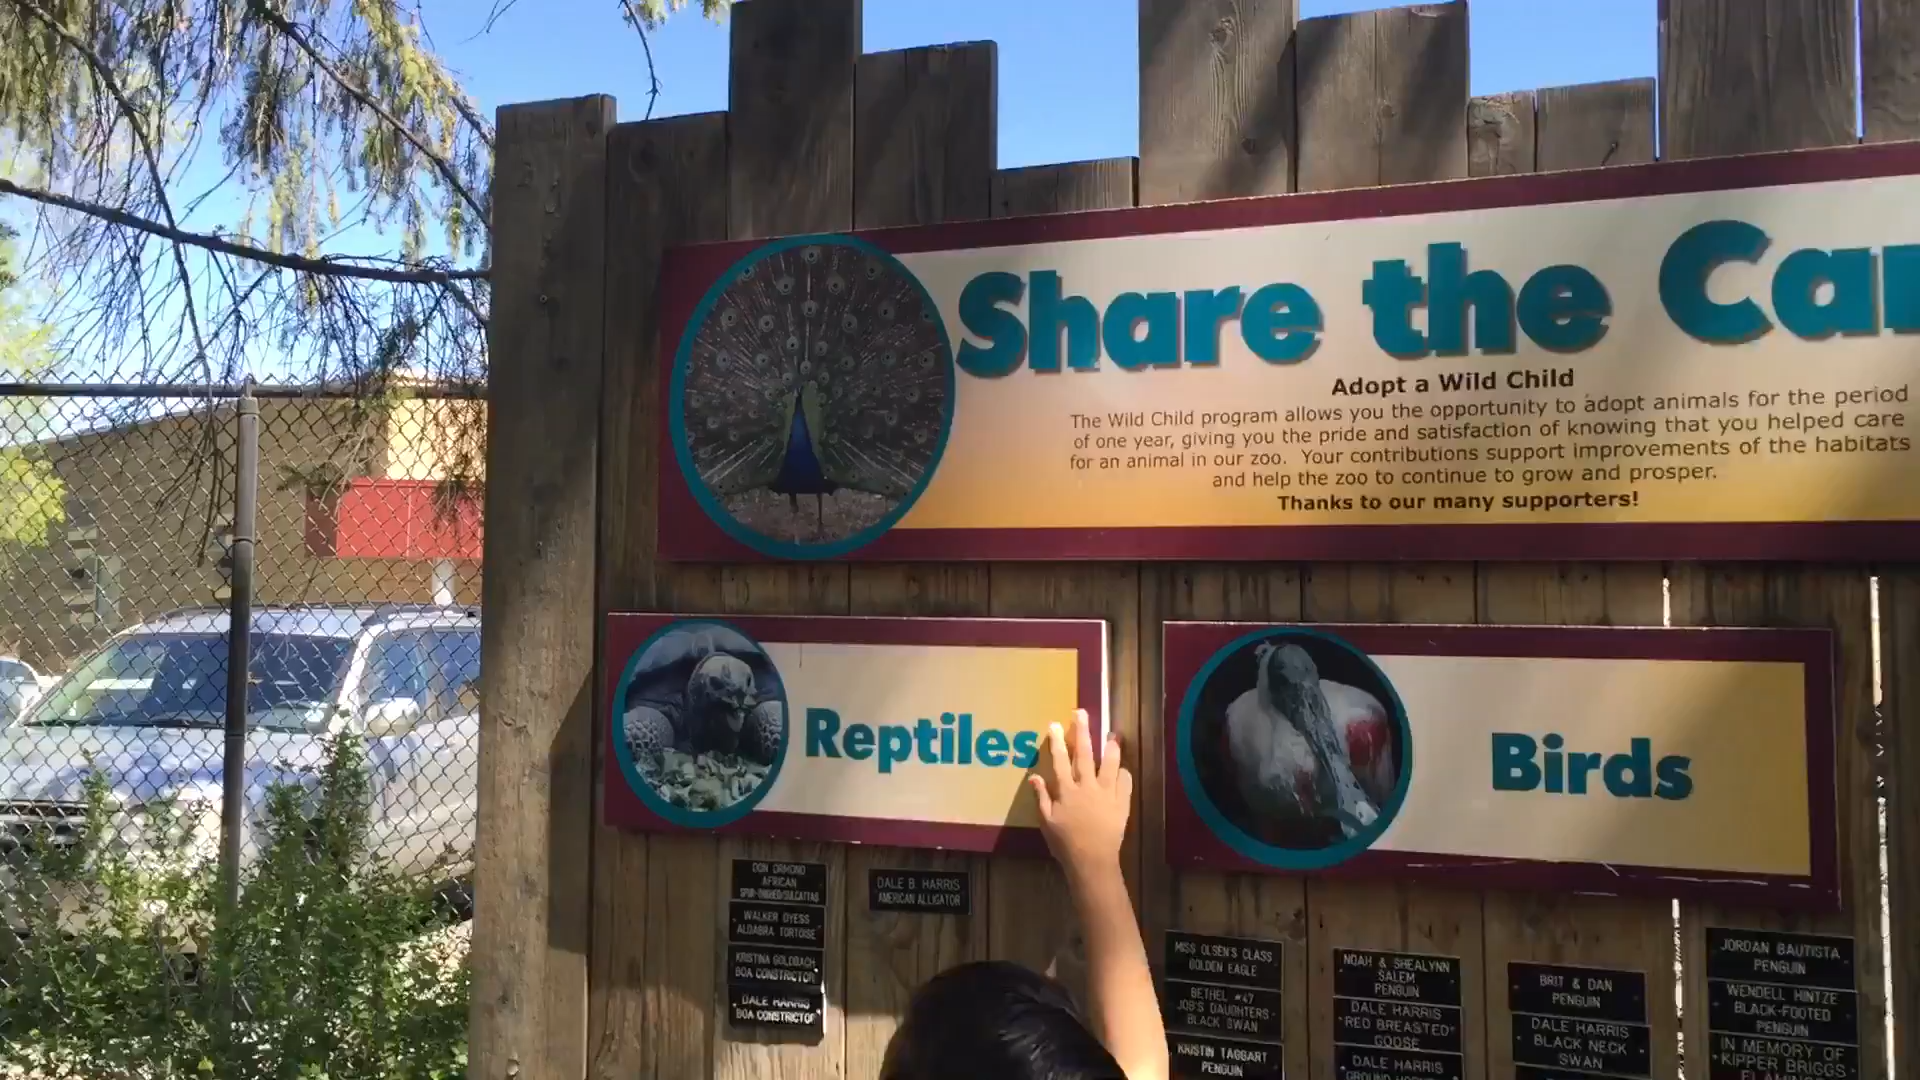 Share the Car
Adopt a Wild Child
The Wild Child program allows you the opportunity to adopt animals for the period
of one year, giving you the pride and satisfaction of knowing that you helped care
for an animal in our zoo. Your contributions support improvements of the habitats
and help the zoo to continue to grow and prosper.
Thanks to our many supporters!
Reptiles
Birds
DON ORMOND
AFRICAN
SPUR-THIGHED/SULCATTAS
WALKER DYESS
ALDABRA TORTOISE
KRISTINA GOLDBACH
BOA CONSTRICTOR
DALE HARRIS
BOA CONSTRICTOR
DALE B. HARRIS
AMERICAN ALLIGATOR
MISS OLSEN'S CLASS
GOLDEN EAGLE
BETHEL #47
JOB'S DAUGHTERS
BLACK SWAN
KRISTIN TAGGART
PENGUIN
NOAH & SHEALYNN
SALEM
PENGUIN
DALE HARRIS
RED BREASTED
GOOSE
DALE HARRIS
BRIT & DAN
PENGUIN
DALE HARRIS
BLACK NECK
SWAN
JORDAN BAUTISTA
PENGUIN
WENDELL HINTZE
BLACK-FOOTED
PENGUIN
IN MEMORY OF
KIPPER BRIGGS